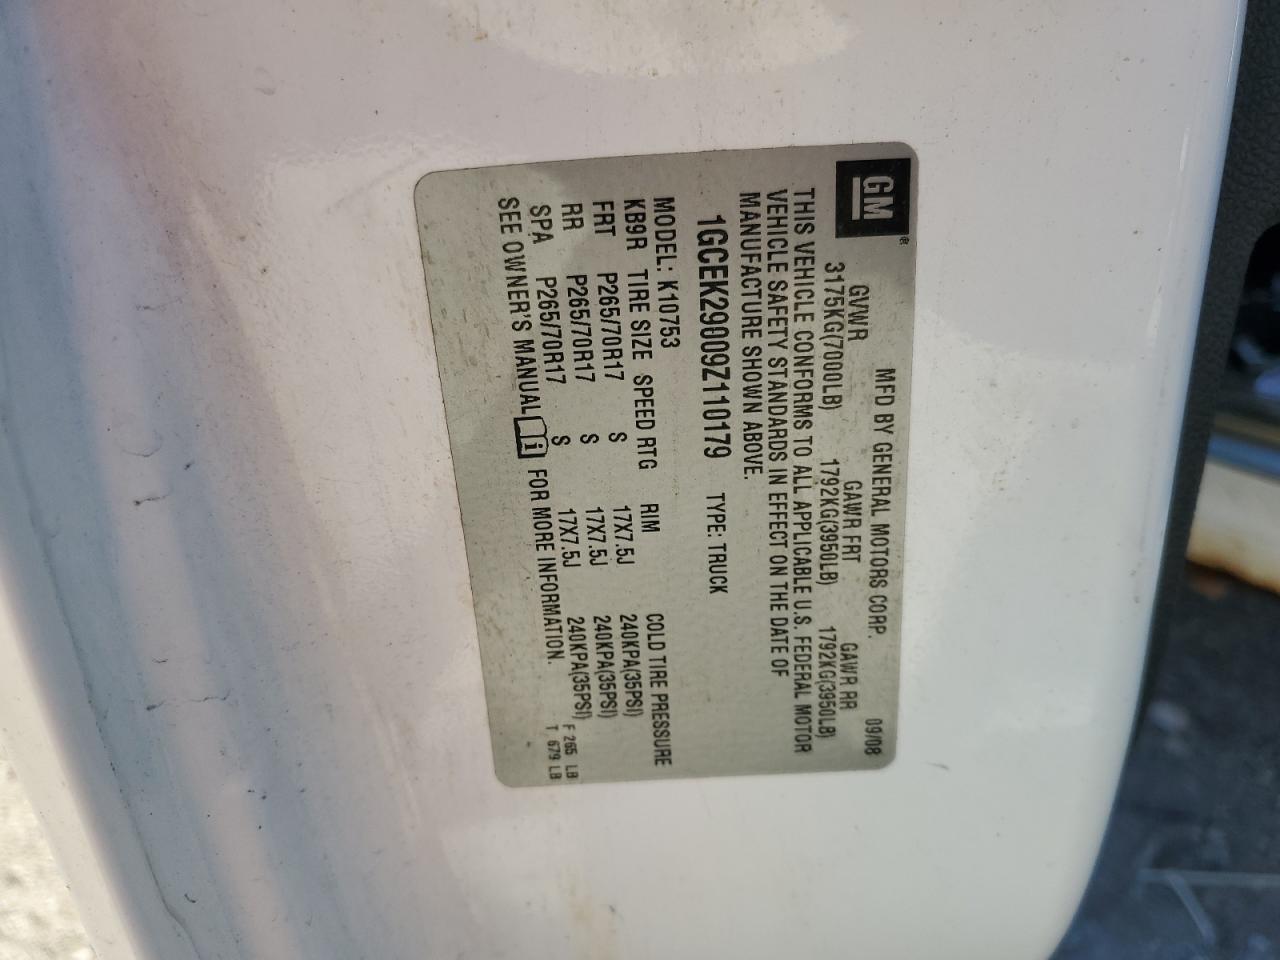 GM®
MFD BY GENERAL MOTORS CORP. 09/08
GVWR GAWR FRT GAWR RR
3175KG(7000LB) 1792KG(3950LB) 1792KG(3950LB)
THIS VEHICLE CONFORMS TO ALL APPLICABLE U.S. FEDERAL MOTOR
VEHICLE SAFETY STANDARDS IN EFFECT ON THE DATE OF
MANUFACTURE SHOWN ABOVE.
1GCEK29009Z110179 TYPE: TRUCK
MODEL: K10753
KB9R TIRE SIZE SPEED RTG RIM COLD TIRE PRESSURE
FRT P265/70R17 S 17X7.5J 240KPA(35PSI)
RR P265/70R17 S 17X7.5J 240KPA(35PSI)
SPA P265/70R17 S 17X7.5J 240KPA(35PSI) F 265 LB
SEE OWNER'S MANUAL i FOR MORE INFORMATION. T 679 LB